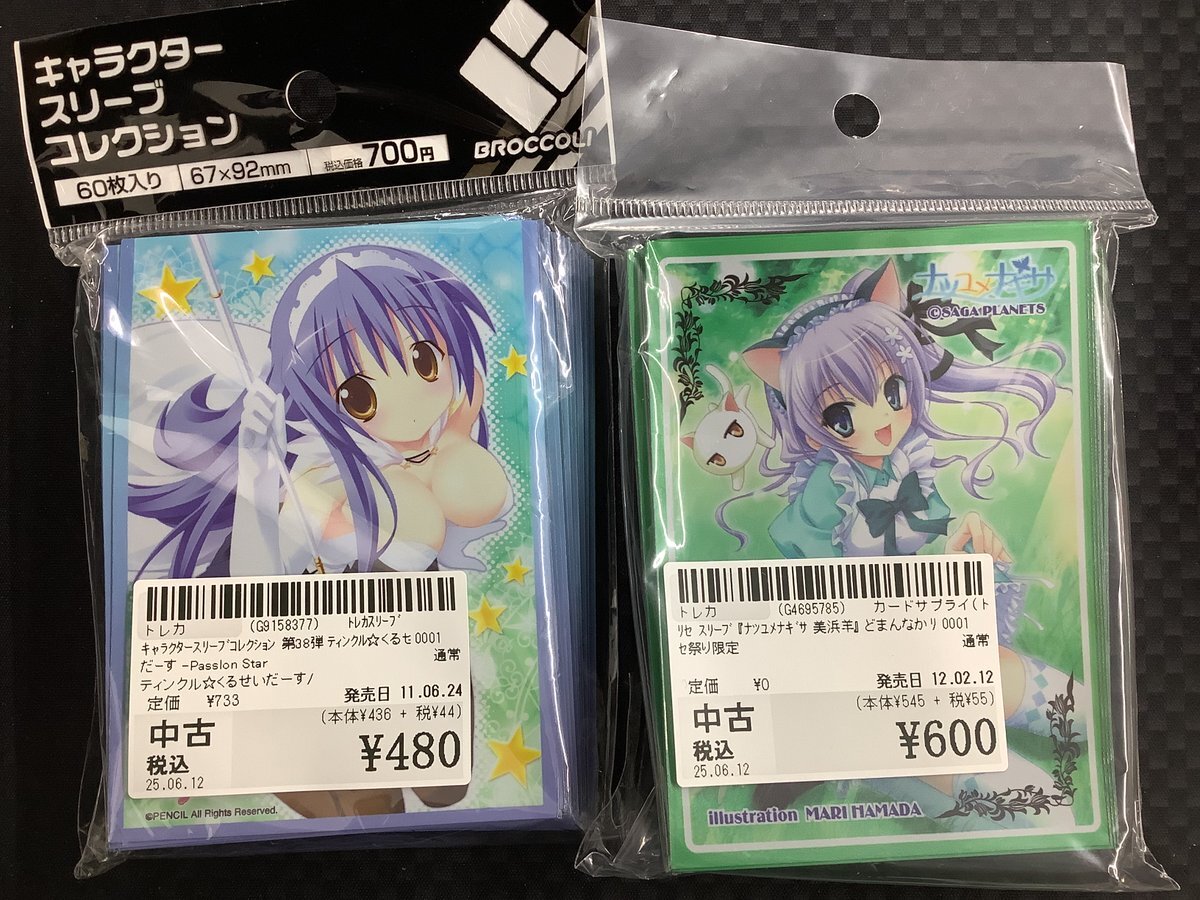 キャラクター
スリーブ
コレクション
60枚入り 67×92mm 税込価格 700円
BROCCOLI
トレカ (G9158377) トレカスリーブ
キャラクタースリーブコレクション 第38弾 ティンクル☆くるせ 0001
だーす -Passion Star 通常
ティンクル☆くるせいだーす/
定価 ¥733 発売日 11.06.24
(本体¥436 + 税¥44)
中古
税込 ¥480
25.06.12
©PENCIL All Rights Reserved.
ナツユメナギサ
©SAGA PLANETS
トレカ (G4695785) カードサプライ(ト
リセ スリーブ『ナツユメナギサ 美浜羊』どまんなかり 0001
セ祭り限定 通常
定価 ¥0 発売日 12.02.12
(本体¥545 + 税¥55)
中古
税込 ¥600
25.06.12
illustration MARI HAMADA